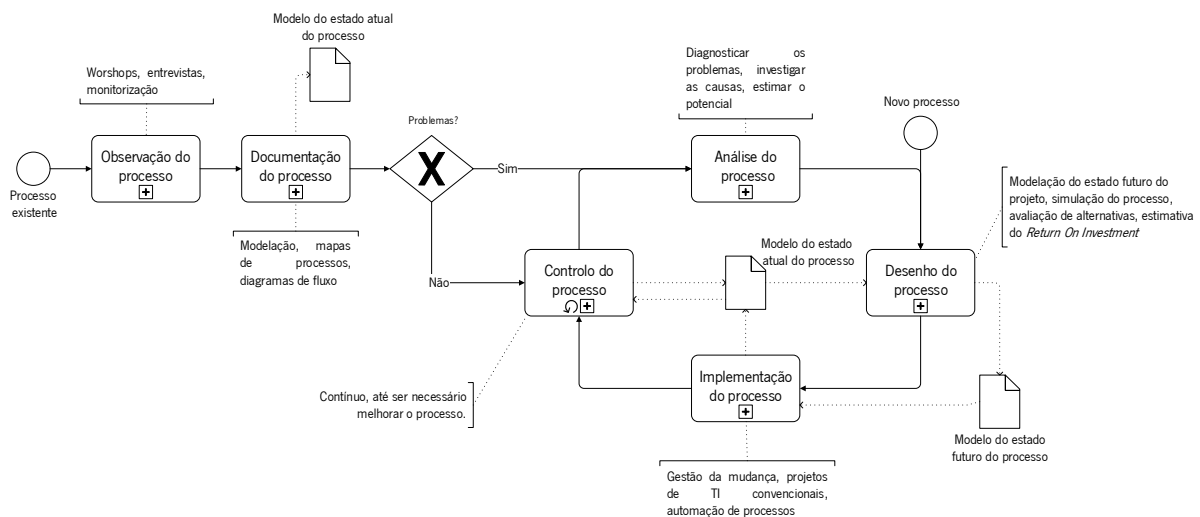 Modelo do estado atual
do processo
Worshops, entrevistas,
monitorização
Diagnosticar os
problemas, investigar
as causas, estimar o
potencial
Novo processo
Problemas?
Observação do
processo
Documentação
do processo
X
Sim
Análise do
processo
Processo
existente
Modelação do estado futuro do
projeto, simulação do processo,
avaliação de alternativas, estimativa
do Return On Investment
Modelação, mapas
de processos,
diagramas de fluxo
Não
Controlo do
processo
Modelo do estado
atual do processo
Desenho do
processo
Contínuo, até ser necessário
melhorar o processo.
Implementação
do processo
Modelo do estado
futuro do processo
Gestão da mudança, projetos
de TI convencionais,
automação de processos